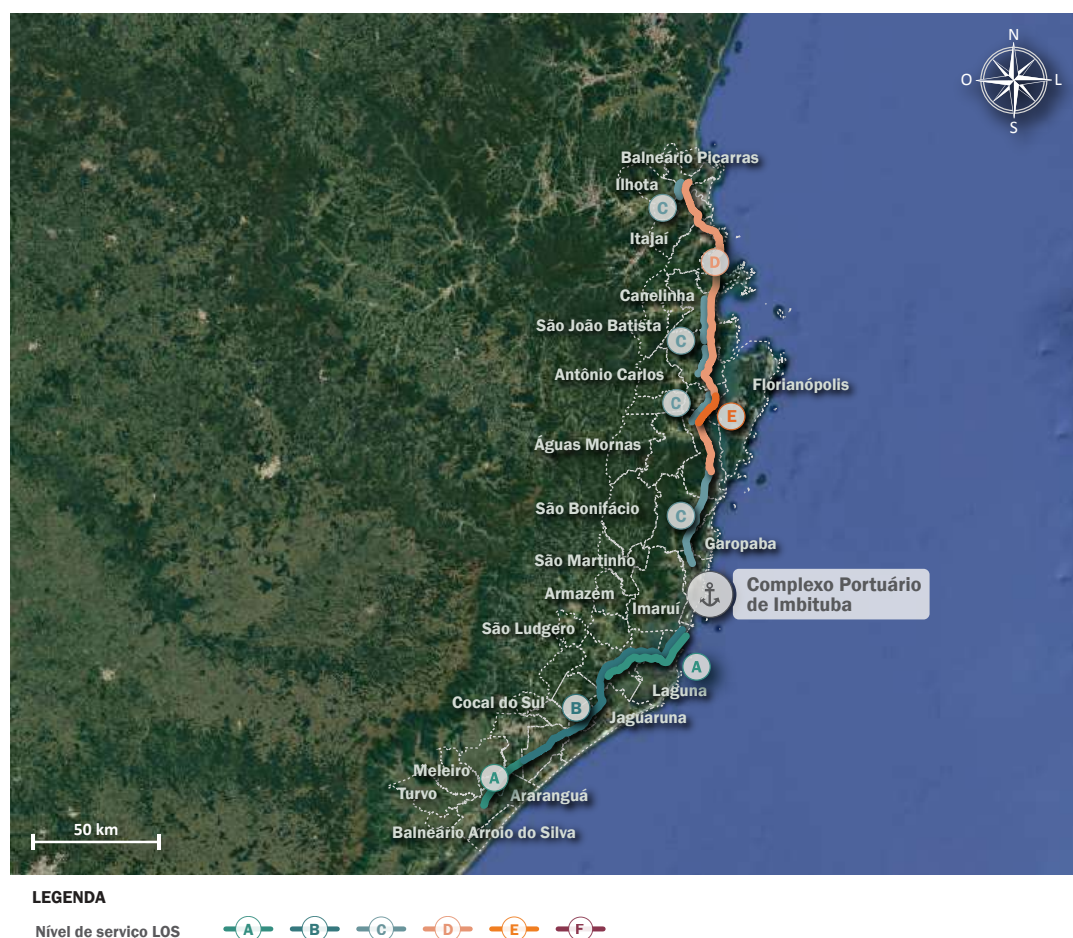 N
O
L
S
Balneário Piçarras
Ilhota
C
Itajaí
D
Canelinha
São João Batista
C
Antônio Carlos
Florianópolis
C
E
Águas Mornas
São Bonifácio
C
Garopaba
São Martinho
Complexo Portuário
de Imbituba
Armazém
Imaruí
São Ludgero
A
Laguna
Cocal do Sul
B
Jaguaruna
Meleiro
A
Turvo
Araranguá
50 km
Balneário Arroio do Silva
LEGENDA
Nível de serviço LOS A B C D E F